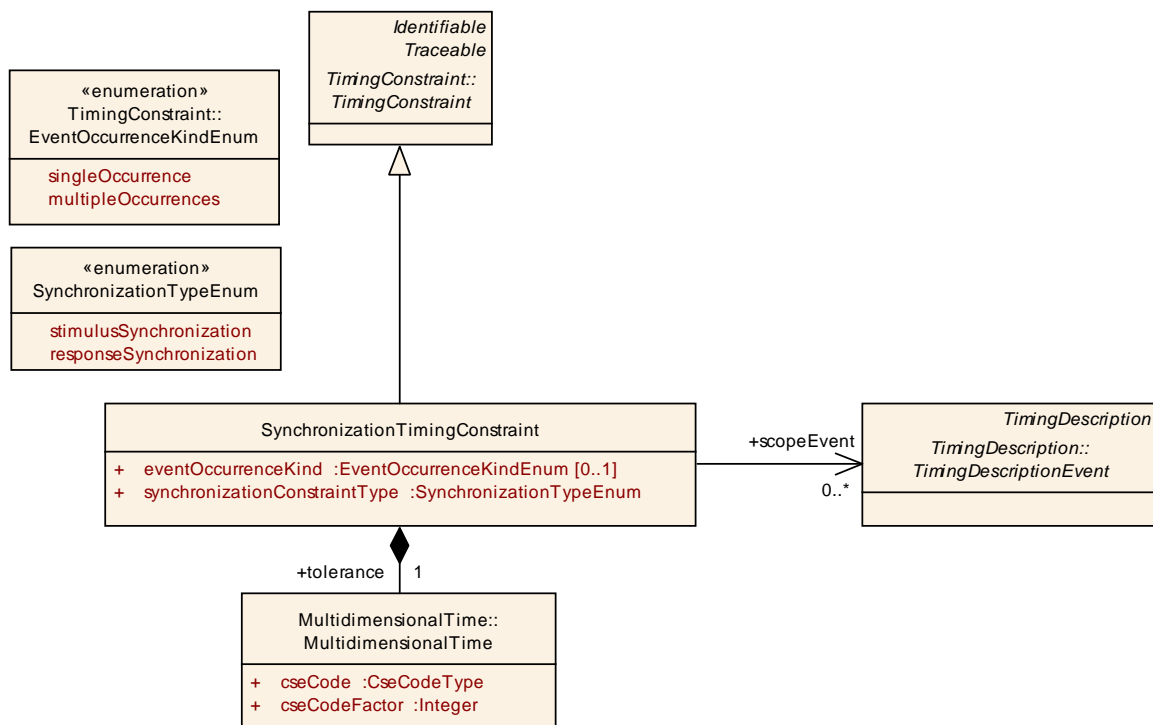 Identifiable
Traceable
TimingConstraint::
TimingConstraint
«enumeration»
TimingConstraint::
EventOccurrenceKindEnum
singleOccurrence
multipleOccurrences
«enumeration»
SynchronizationTypeEnum
stimulusSynchronization
responseSynchronization
SynchronizationTimingConstraint
+ eventOccurrenceKind :EventOccurrenceKindEnum [0..1]
+ synchronizationConstraintType :SynchronizationTypeEnum
+scopeEvent
0..*
TimingDescription
TimingDescription::
TimingDescriptionEvent
+tolerance 1
MultidimensionalTime::
MultidimensionalTime
+ cseCode :CseCodeType
+ cseCodeFactor :Integer